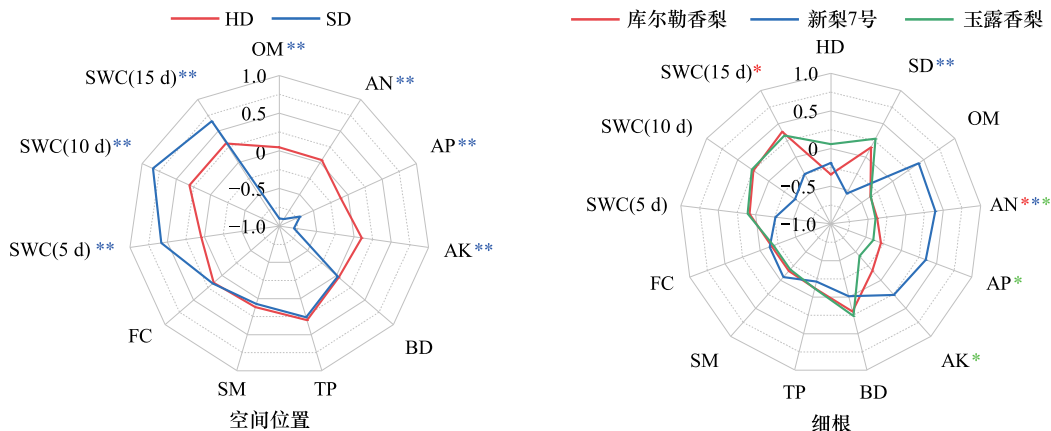 HD SD
OM**
AN**
AP**
AK**
BD
TP
SM
FC
SWC(5 d)**
SWC(10 d)**
SWC(15 d)**
1.0
0.5
0
−0.5
−1.0
空间位置
库尔勒香梨 新梨7号 玉露香梨
HD
SD**
OM
AN***
AP*
AK*
BD
TP
SM
FC
SWC(5 d)
SWC(10 d)
SWC(15 d)*
1.0
0.5
0
−0.5
−1.0
细根